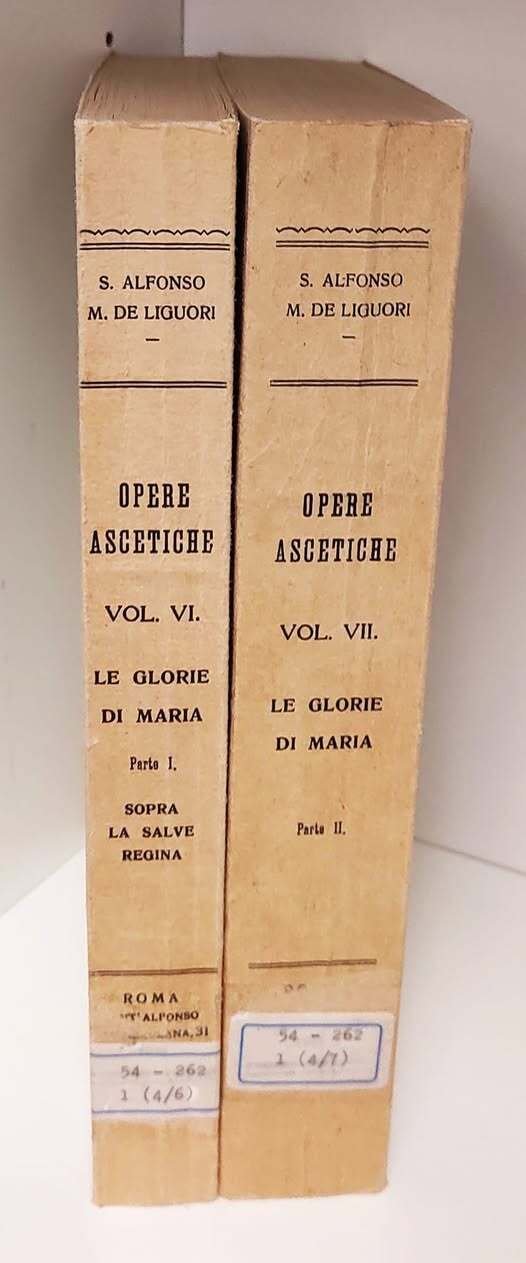 S. ALFONSO
M. DE LIGUORI
OPERE
ASCETICHE
VOL. VI.
LE GLORIE
DI MARIA
Parte I.
SOPRA
LA SALVE
REGINA
ROMA
ALFONSO
31
54 - 262
1 (4/6)
S. ALFONSO
M. DE LIGUORI
OPERE
ASCETICHE
VOL. VII.
LE GLORIE
DI MARIA
Parte II.
54 - 262
1 (4/7)